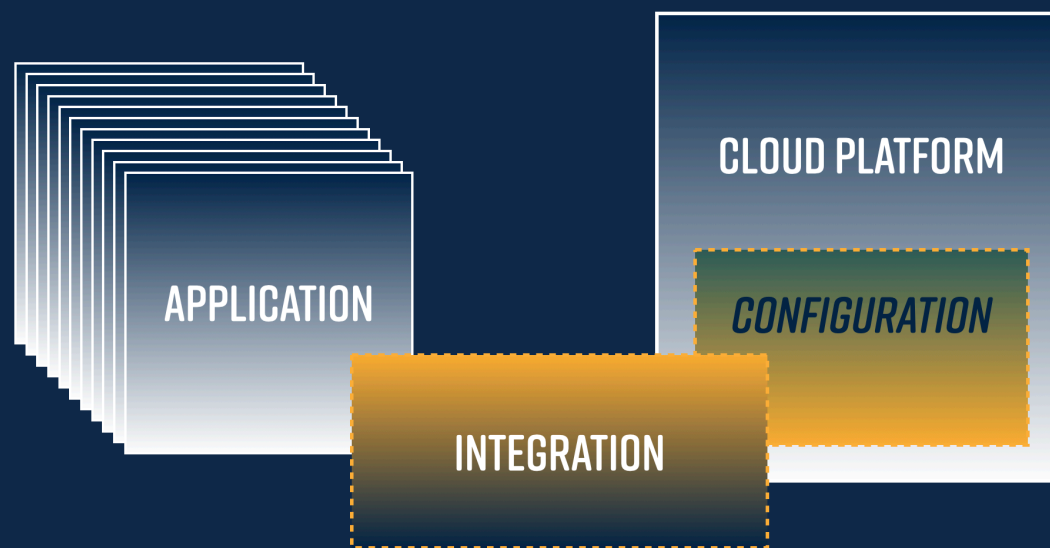 CLOUD PLATFORM
APPLICATION
CONFIGURATION
INTEGRATION